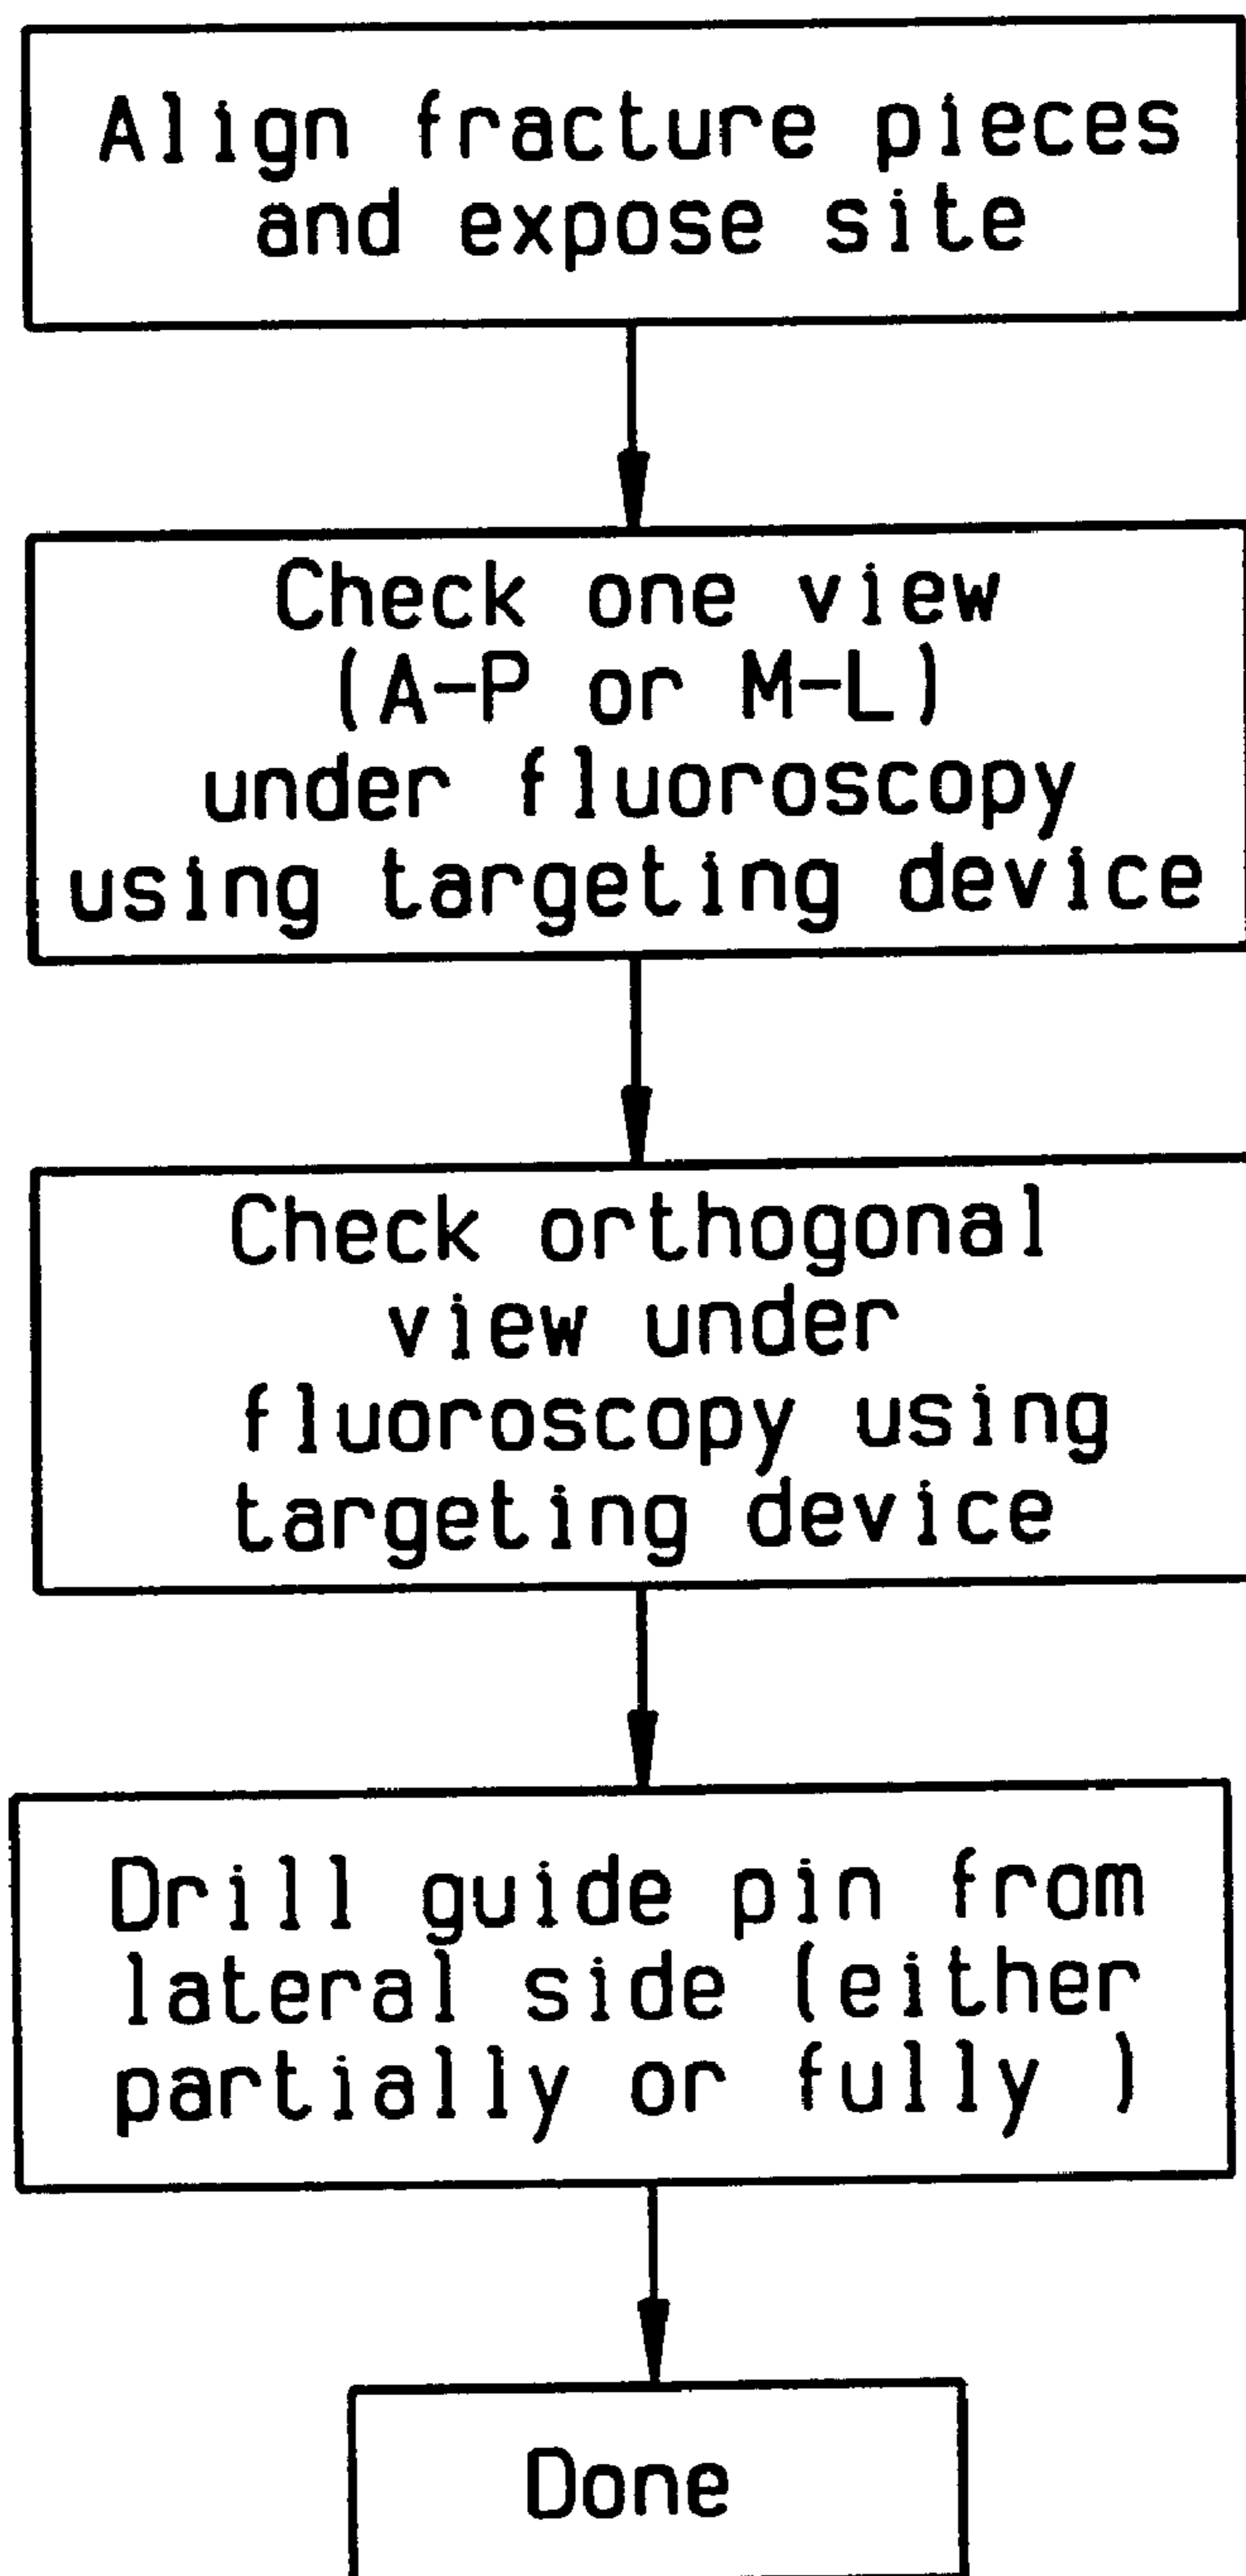 Align fracture pieces
and expose site
Check one view
(A-P or M-L)
under fluoroscopy
using targeting device
Check orthogonal
view under
fluoroscopy using
targeting device
Drill guide pin from
lateral side (either
partially or fully )
Done